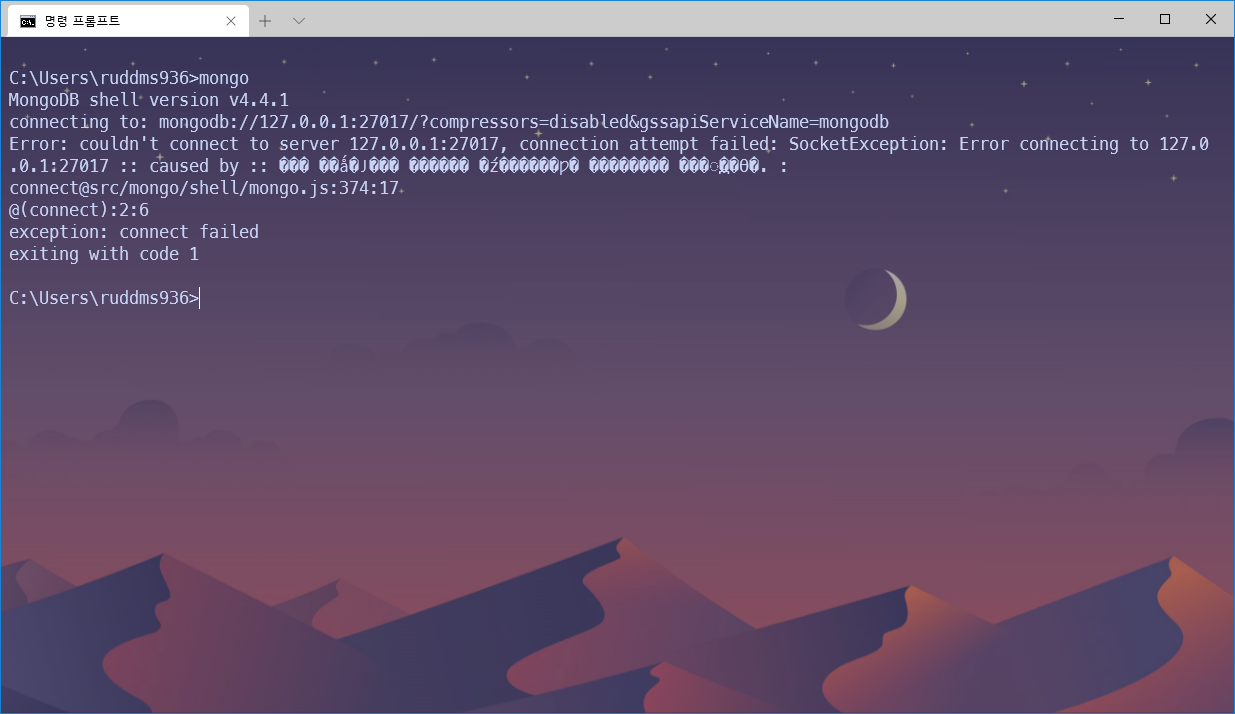 명령 프롬프트
C:\Users\ruddms936>mongo
MongoDB shell version v4.4.1
connecting to: mongodb://127.0.0.1:27017/?compressors=disabled&gssapiServiceName=mongodb
Error: couldn't connect to server 127.0.0.1:27017, connection attempt failed: SocketException: Error connecting to 127.0
.0.1:27017 :: caused by :: :
connect@src/mongo/shell/mongo.js:374:17
@(connect):2:6
exception: connect failed
exiting with code 1
C:\Users\ruddms936>